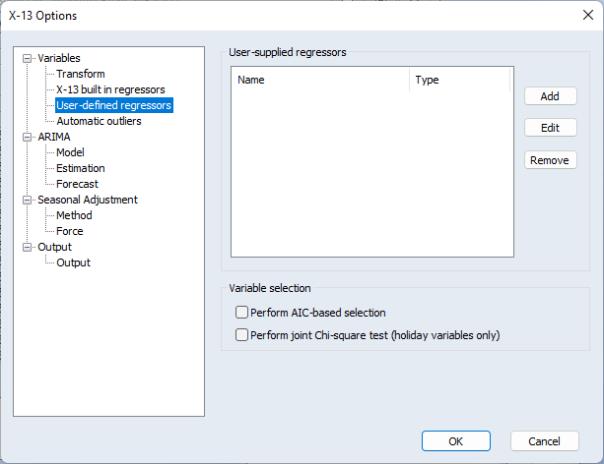 X-13 Options
Variables
Transform
X-13 built in regressors
User-defined regressors
Automatic outliers
ARIMA
Model
Estimation
Forecast
Seasonal Adjustment
Method
Force
Output
Output
User-supplied regressors
Name Type
Add
Edit
Remove
Variable selection
Perform AIC-based selection
Perform joint Chi-square test (holiday variables only)
OK Cancel